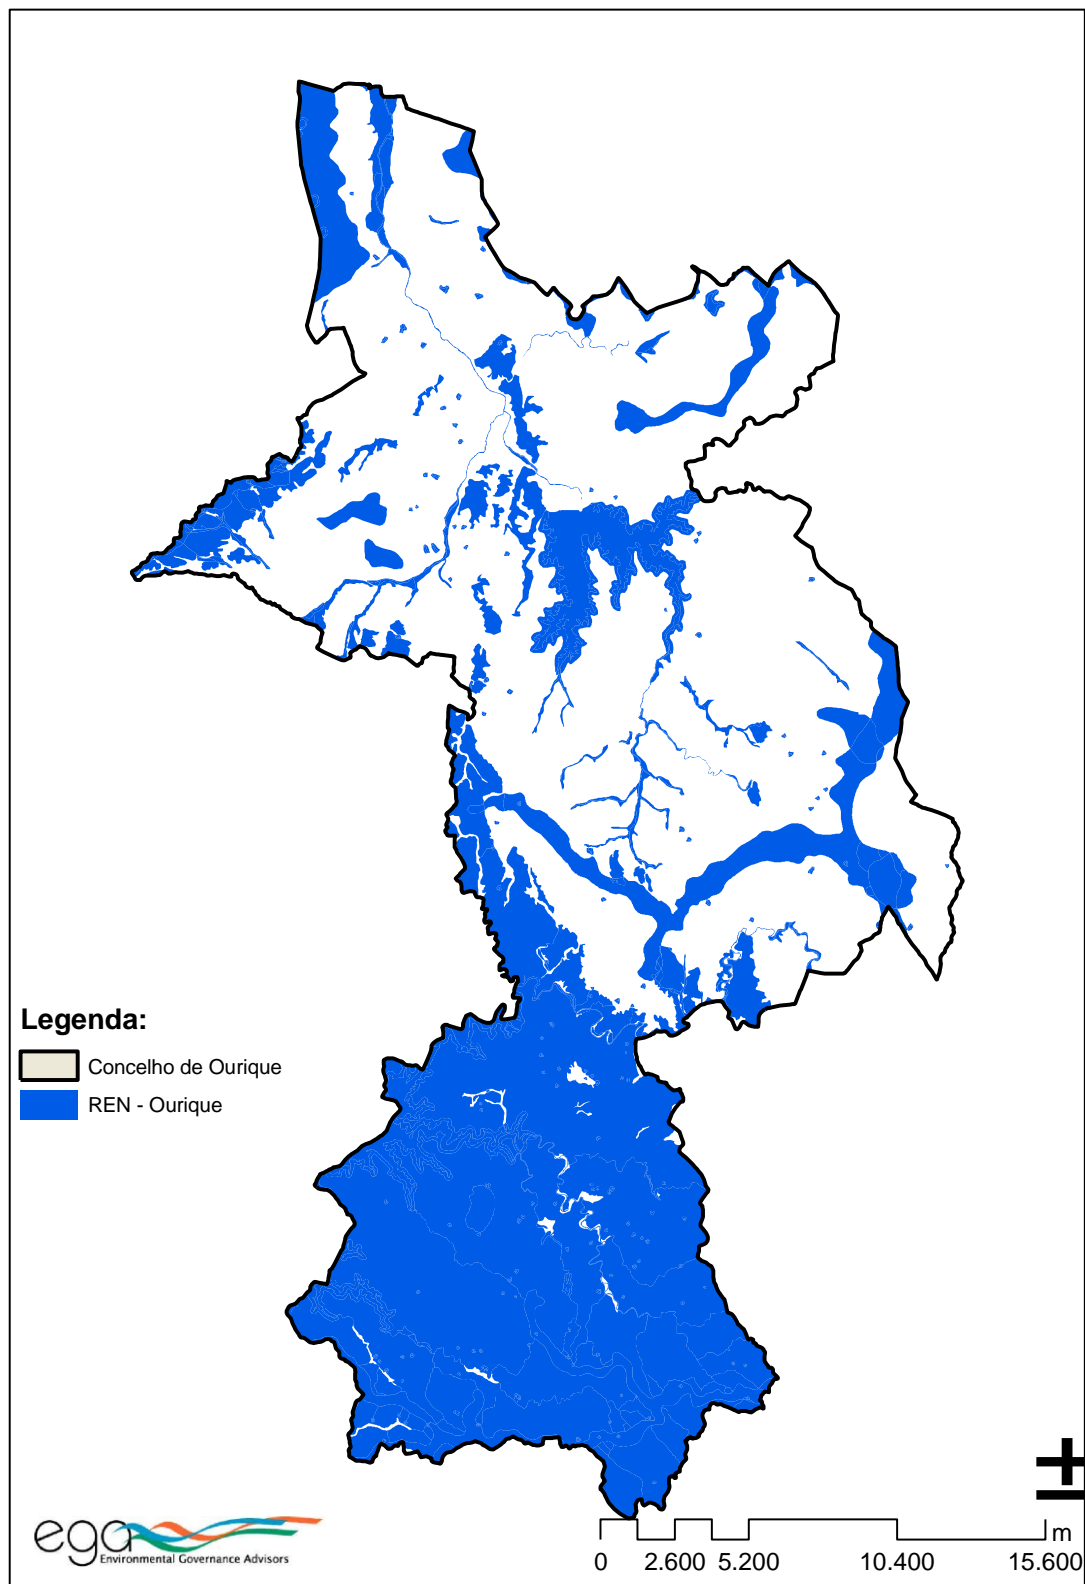 Legenda:
Concelho de Ourique
REN - Ourique
±
ega
Environmental Governance Advisors
m
0 2.600 5.200 10.400 15.600